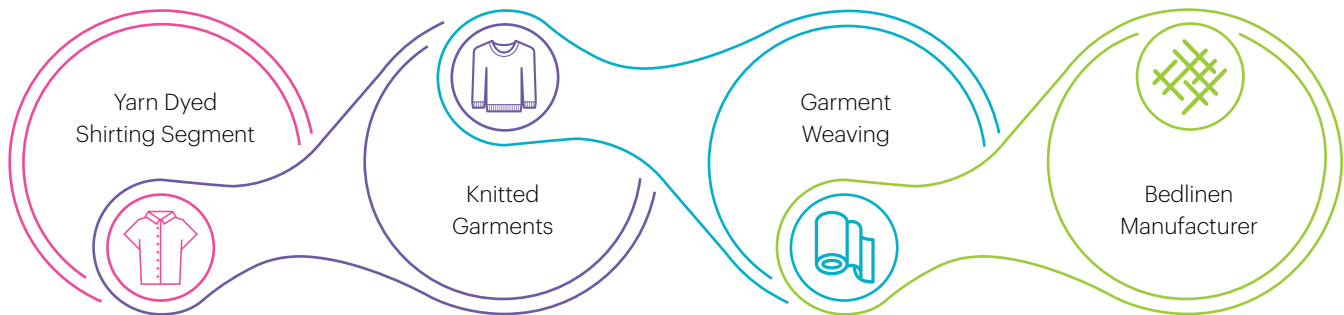 Yarn Dyed
Shirting Segment
Knitted
Garments
Garment
Weaving
Bedlinen
Manufacturer